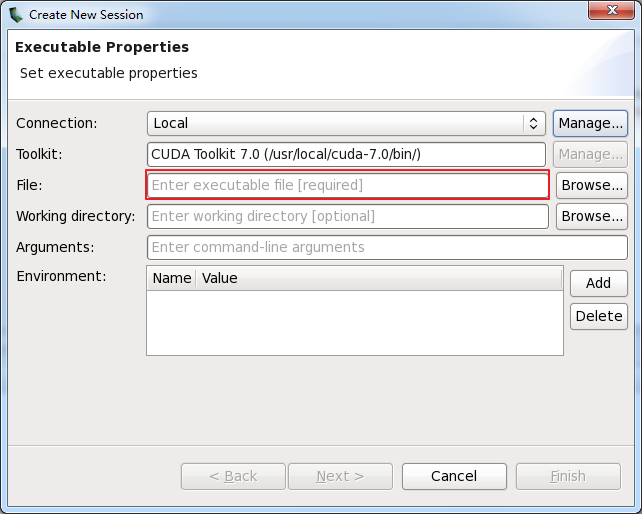 Create New Session
Executable Properties
Set executable properties
Connection: Local Manage...
Toolkit: CUDA Toolkit 7.0 (/usr/local/cuda-7.0/bin/) Manage...
File: Enter executable file [required] Browse...
Working directory: Enter working directory [optional] Browse...
Arguments: Enter command-line arguments
Environment: Name Value Add
Delete
< Back Next > Cancel Finish